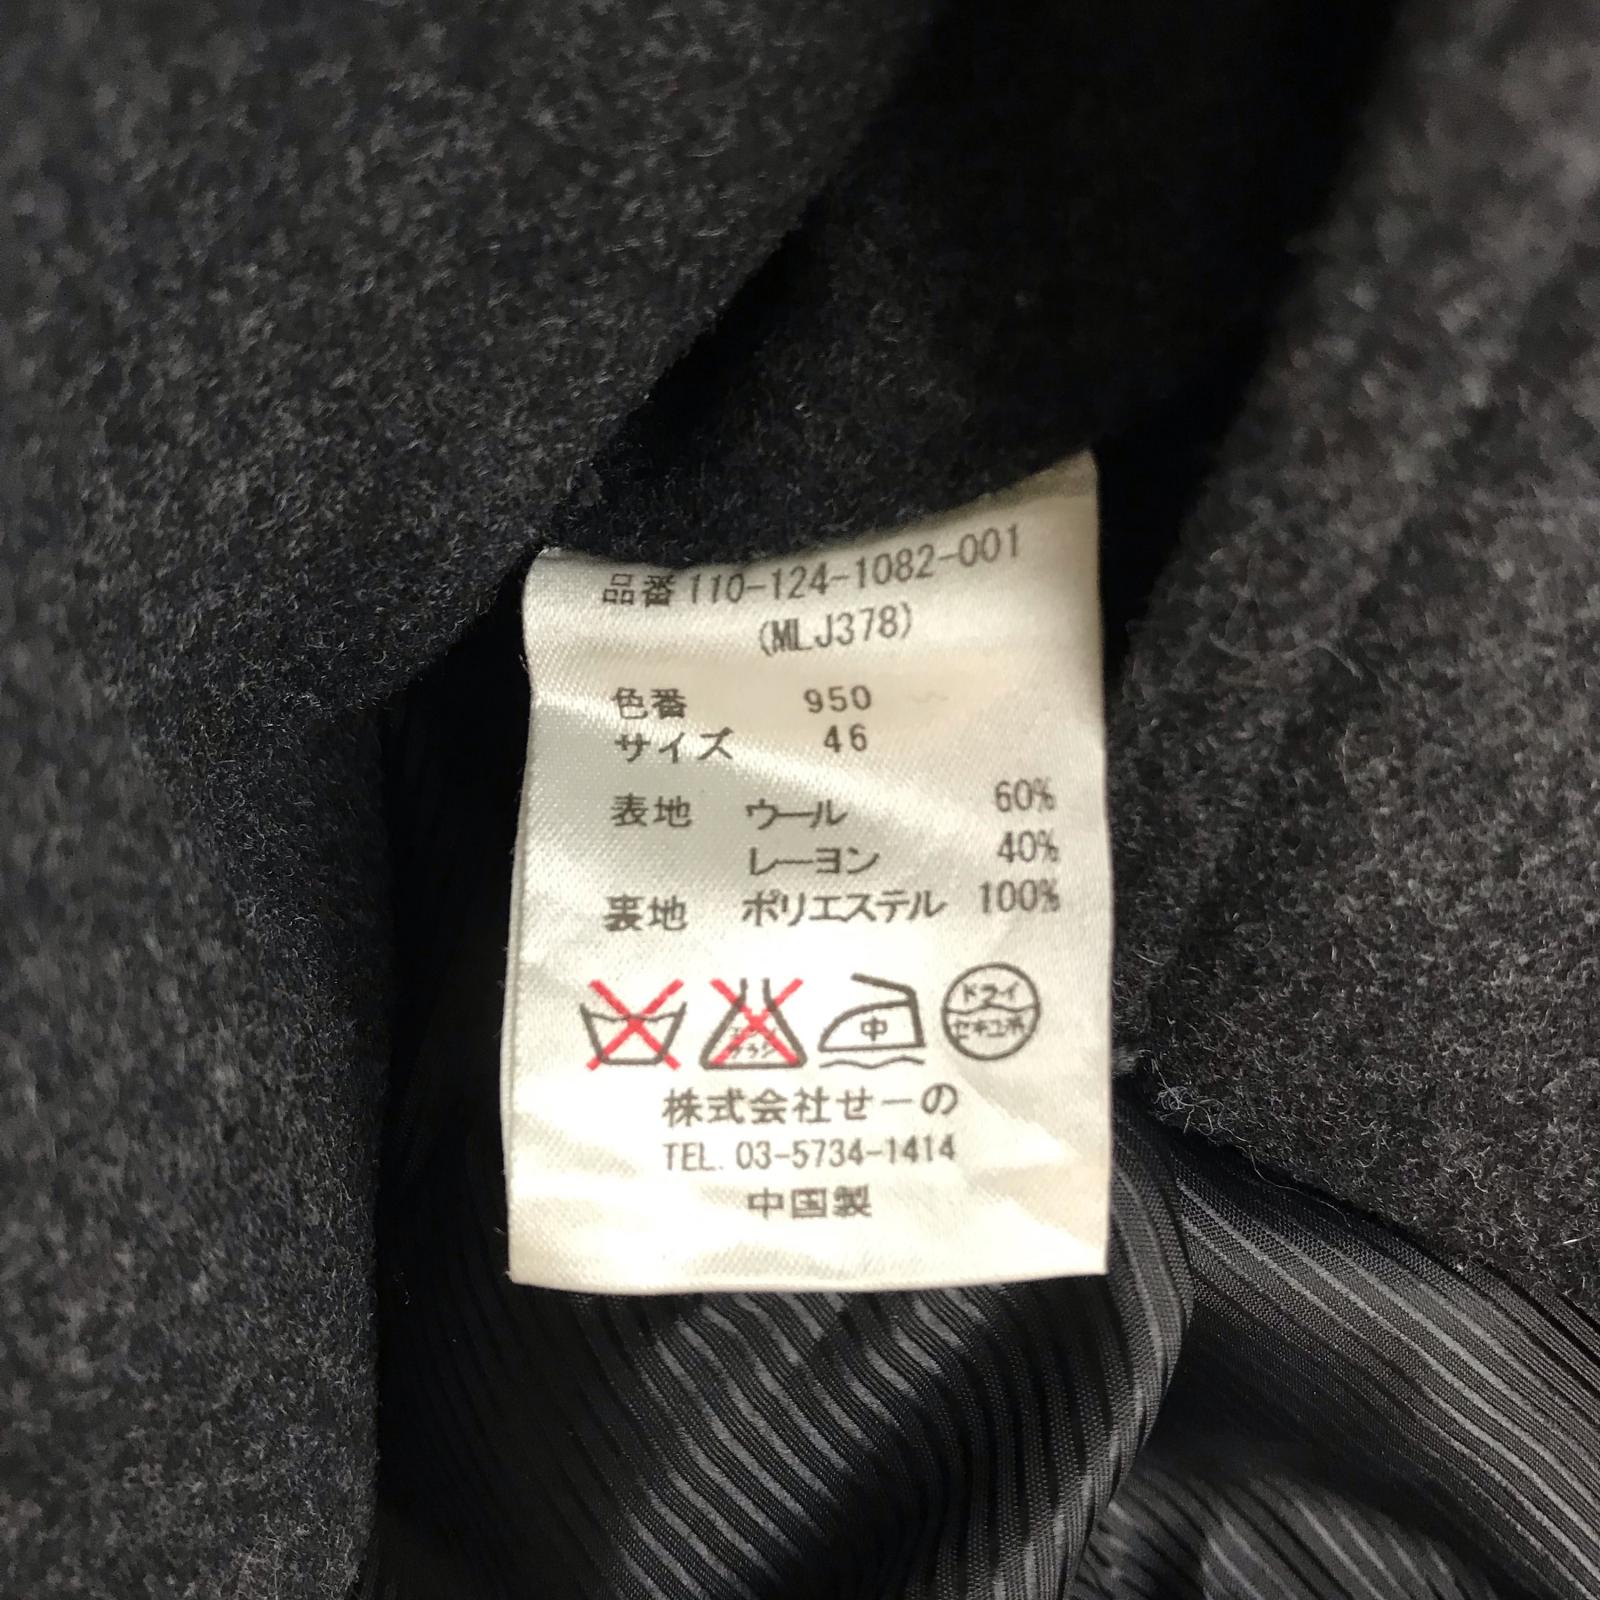 品番 110-124-1082-001
(MLJ378)
色番 950
サイズ 46
表地 ウール 60%
レーヨン 40%
裏地 ポリエステル 100%
中
ドライ
セキユ系
株式会社せーの
TEL. 03-5734-1414
中国製